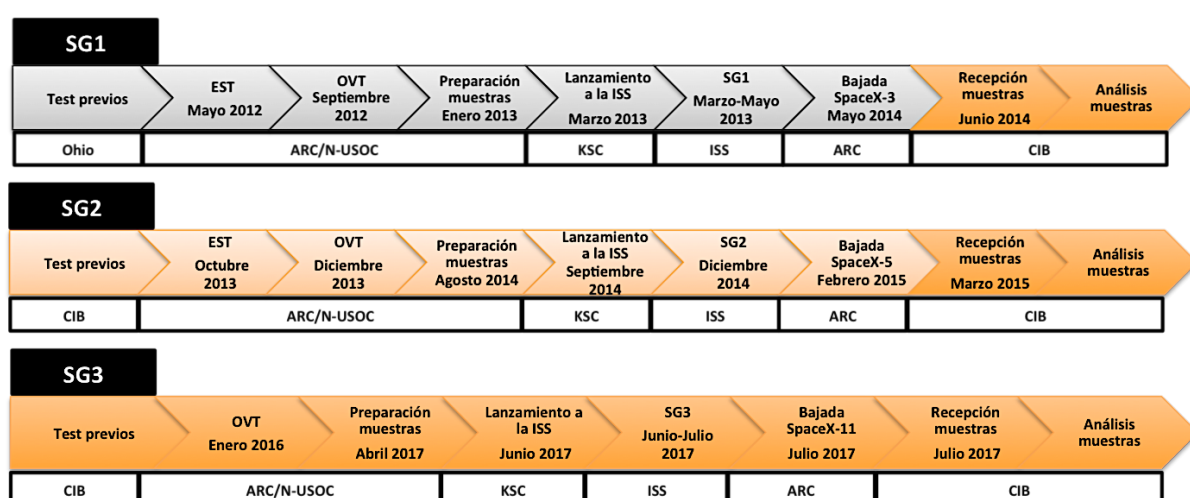 SG1
Test previos
EST
Mayo 2012
OVT
Septiembre
2012
Preparación
muestras
Enero 2013
Lanzamiento
a la ISS
Marzo 2013
SG1
Marzo-Mayo
2013
Bajada
SpaceX-3
Mayo 2014
Recepción
muestras
Junio 2014
Análisis
muestras
Ohio
ARC/N-USOC
KSC
ISS
ARC
CIB
SG2
Test previos
EST
Octubre
2013
OVT
Diciembre
2013
Preparación
muestras
Agosto 2014
Lanzamiento
a la ISS
Septiembre
2014
SG2
Diciembre
2014
Bajada
SpaceX-5
Febrero 2015
Recepción
muestras
Marzo 2015
Análisis
muestras
CIB
ARC/N-USOC
KSC
ISS
ARC
CIB
SG3
Test previos
OVT
Enero 2016
Preparación
muestras
Abril 2017
Lanzamiento a
la ISS
Junio 2017
SG3
Junio-Julio
2017
Bajada
SpaceX-11
Julio 2017
Recepción
muestras
Julio 2017
Análisis
muestras
CIB
ARC/N-USOC
KSC
ISS
ARC
CIB